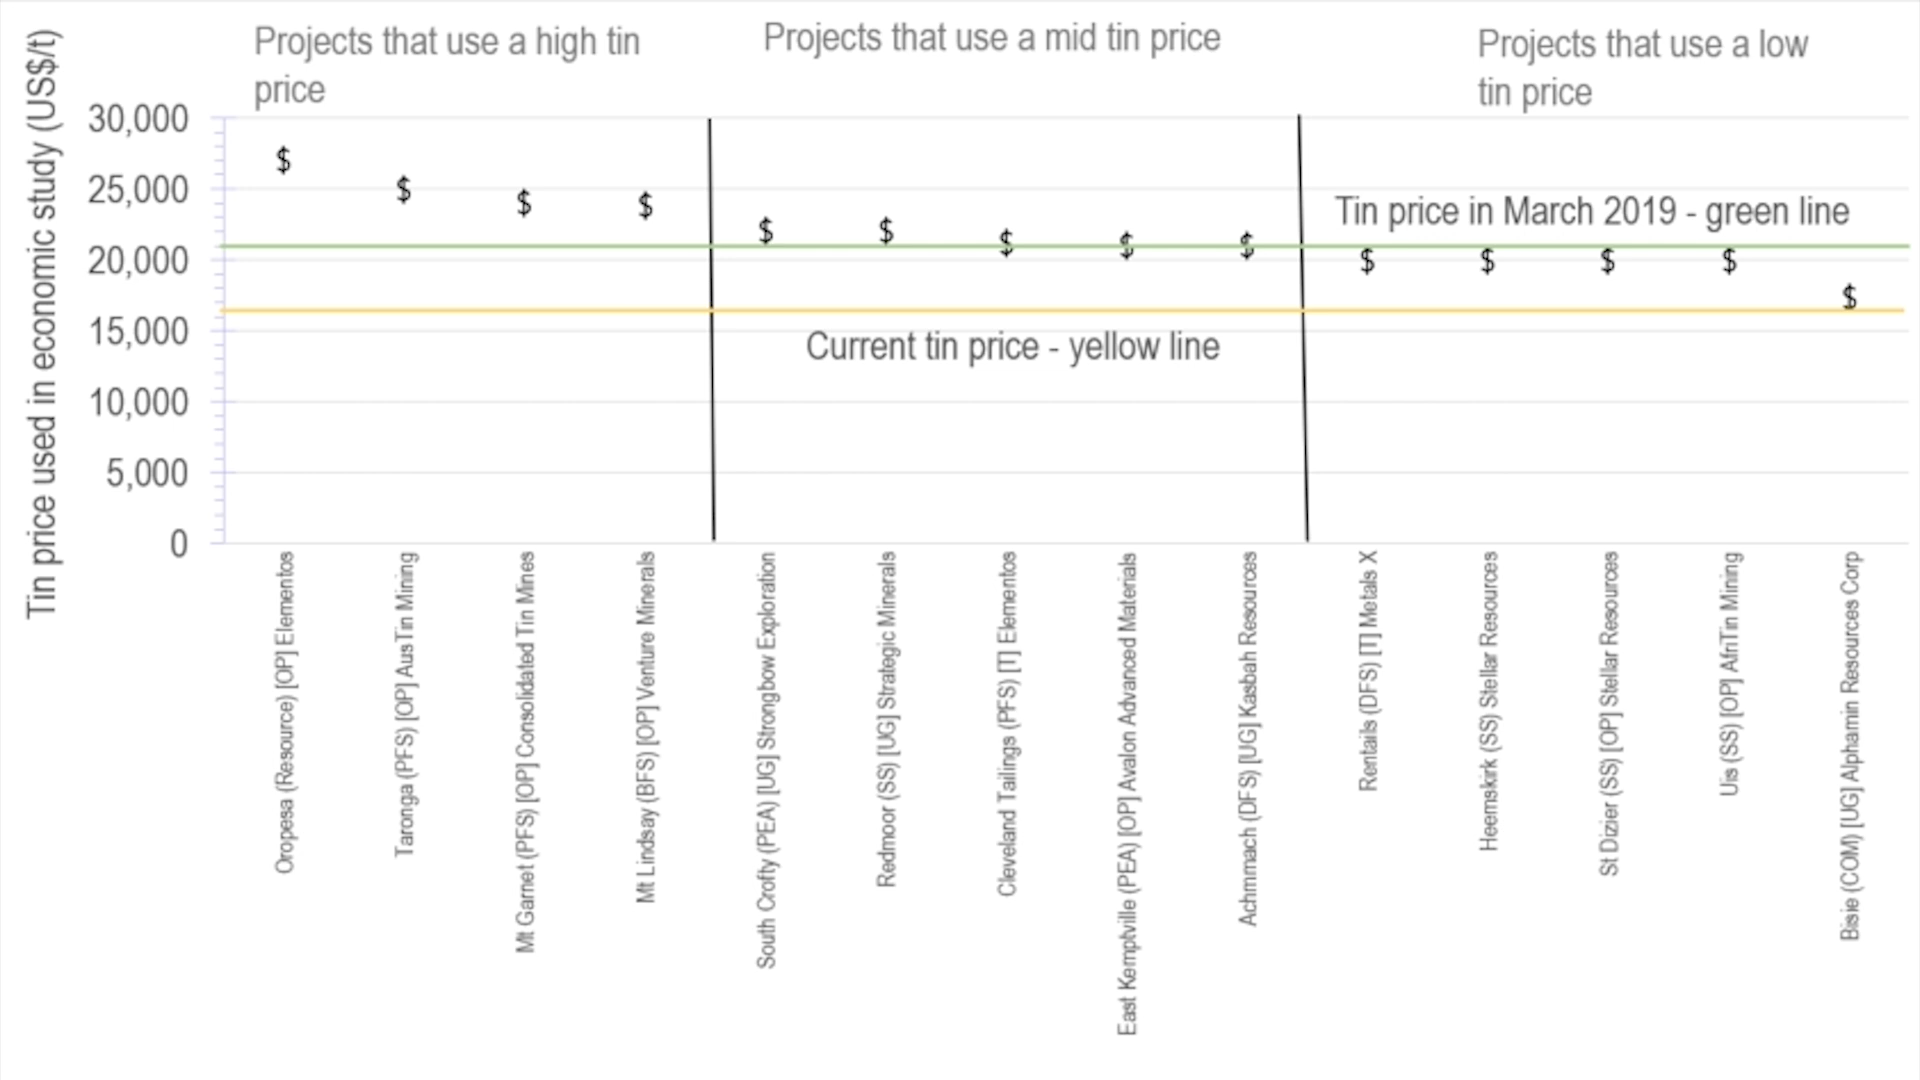 Projects that use a high tin
price
Projects that use a mid tin price
Projects that use a low
tin price
Tin price used in economic study (US$/t)
30,000
25,000
20,000
15,000
10,000
5,000
0
$
$
$
$
$
$
$
$
$
$
$
$
$
$
Tin price in March 2019 - green line
Current tin price - yellow line
Oropesa (Resource) [OP] Elementos
Taronga (PFS) [OP] AusTin Mining
Mt Garnet (PFS) [OP] Consolidated Tin Mines
Mt Lindsay (BFS) [OP] Venture Minerals
South Crofty (PEA) [UG] Strongbow Exploration
Redmoor (SS) [UG] Strategic Minerals
Cleveland Tailings (PFS) [T] Elementos
East Kemptville (PEA) [OP] Avalon Advanced Materials
Achmmach (DFS) [UG] Kasbah Resources
Rentails (DFS) [T] Metals X
Heemskirk (SS) Stellar Resources
St Dizier (SS) [OP] Stellar Resources
Uis (SS) [OP] AfriTin Mining
Bisie (COM) [UG] Alphamin Resources Corp